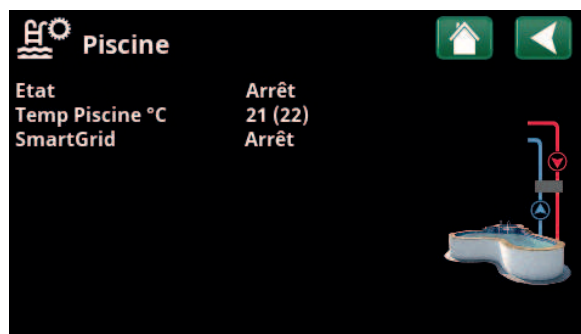 Piscine
Etat Arrêt
Temp Piscine °C 21 (22)
SmartGrid Arrêt